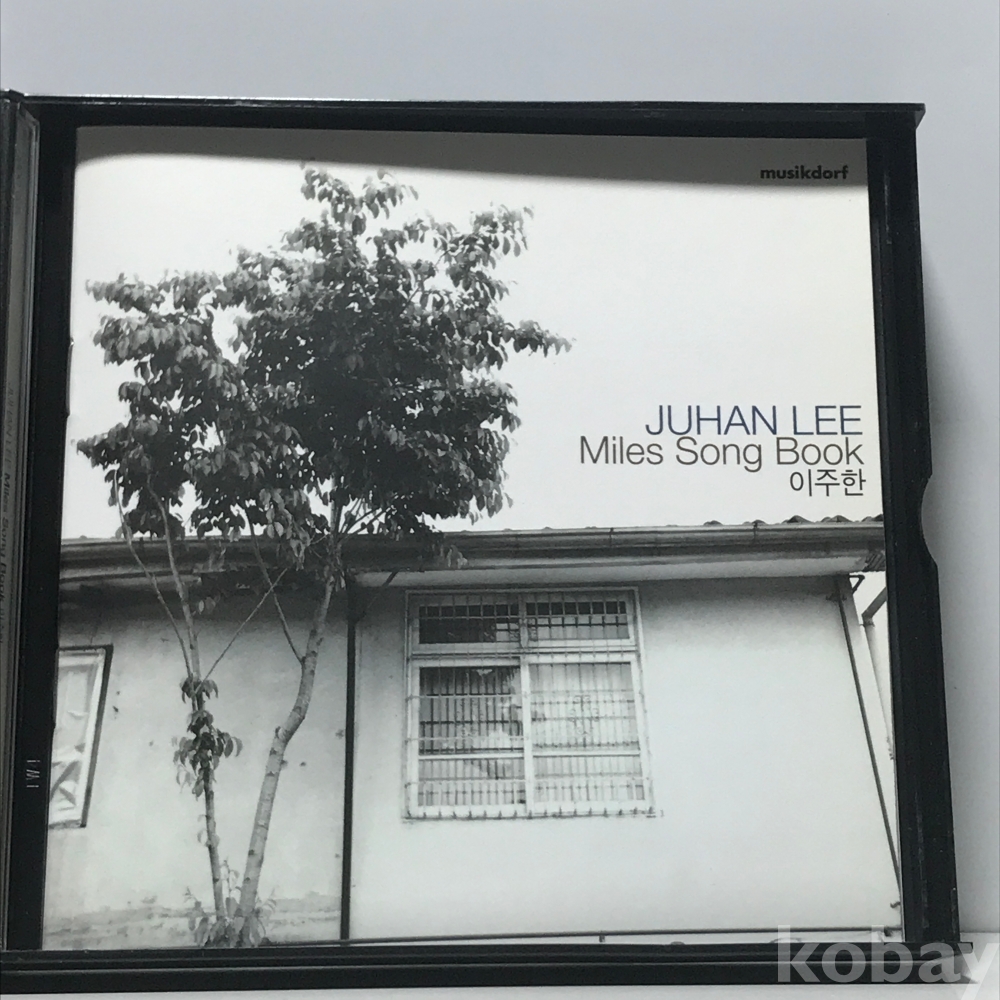 musikdorf
JUHAN LEE
Miles Song Book
이주한
kobay